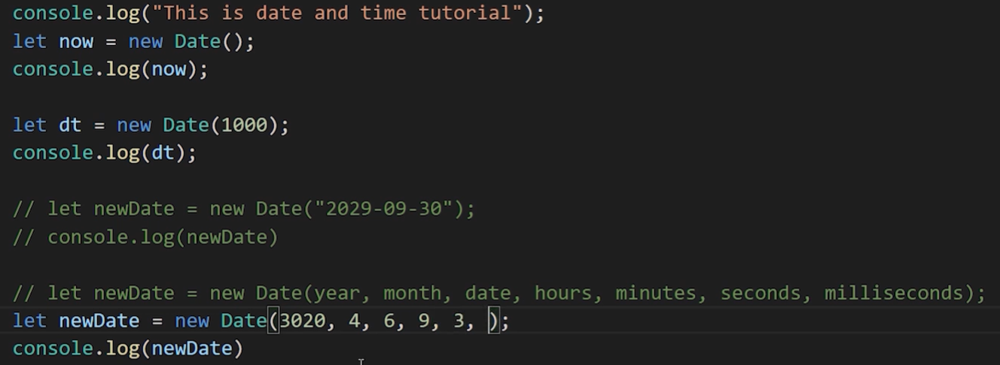 console.log("This is date and time tutorial");
let now = new Date();
console.log(now);
let dt = new Date(1000);
console.log(dt);
// let newDate = new Date("2029-09-30");
// console.log(newDate)
// let newDate = new Date(year, month, date, hours, minutes, seconds, milliseconds);
let newDate = new Date(3020, 4, 6, 9, 3, );
console.log(newDate)